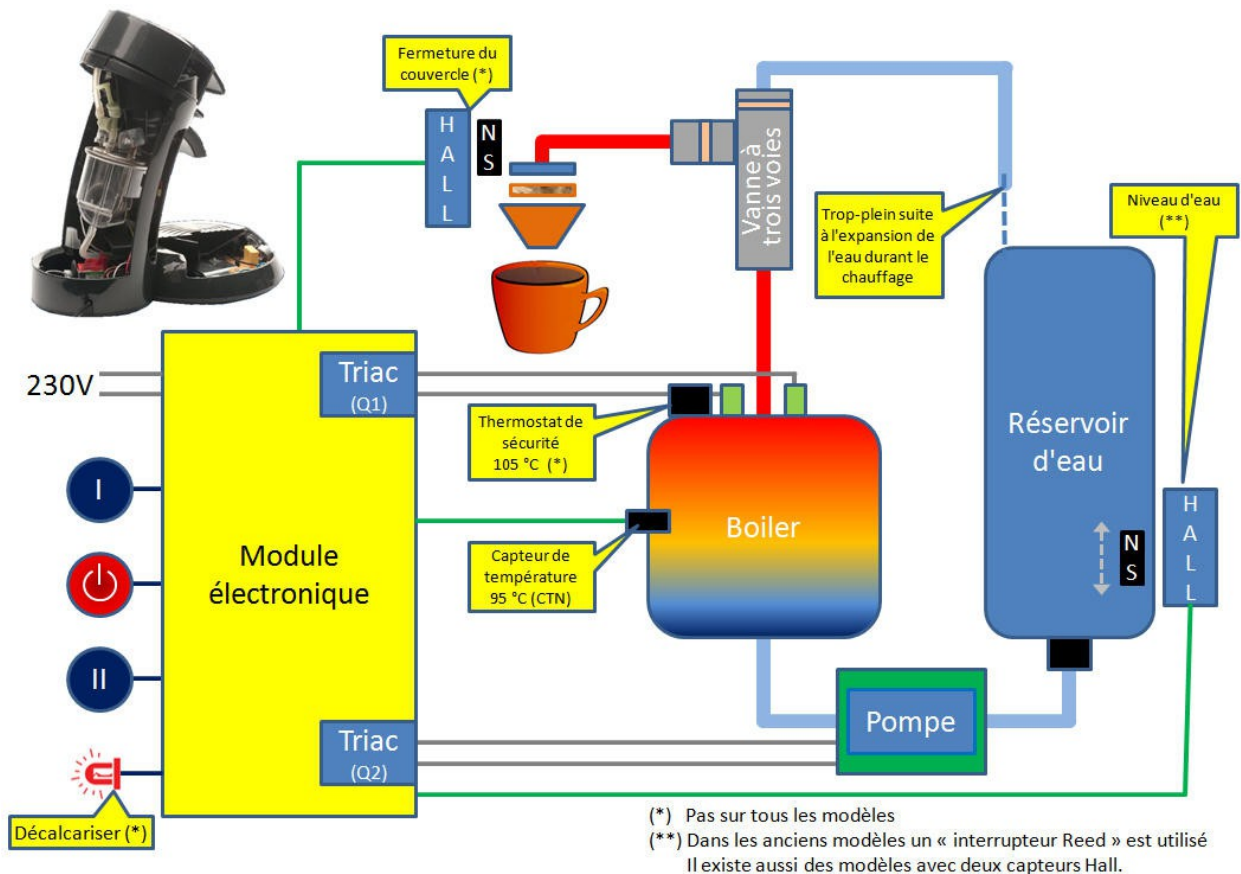 Fermeture du
couvercle (*)
H
A
L
L
N
S
Vanne à
trois voies
Trop-plein suite
à l'expansion de
l'eau durant le
chauffage
Niveau d'eau
(**)
230V
Triac
(Q1)
Thermostat de
sécurité
105 °C (*)
Réservoir
d'eau
I
Module
électronique
Capteur de
température
95 °C (CTN)
Boiler
N
S
H
A
L
L
II
Triac
(Q2)
Pompe
Décalcariser (*)
(*) Pas sur tous les modèles
(**) Dans les anciens modèles un « interrupteur Reed » est utilisé
Il existe aussi des modèles avec deux capteurs Hall.